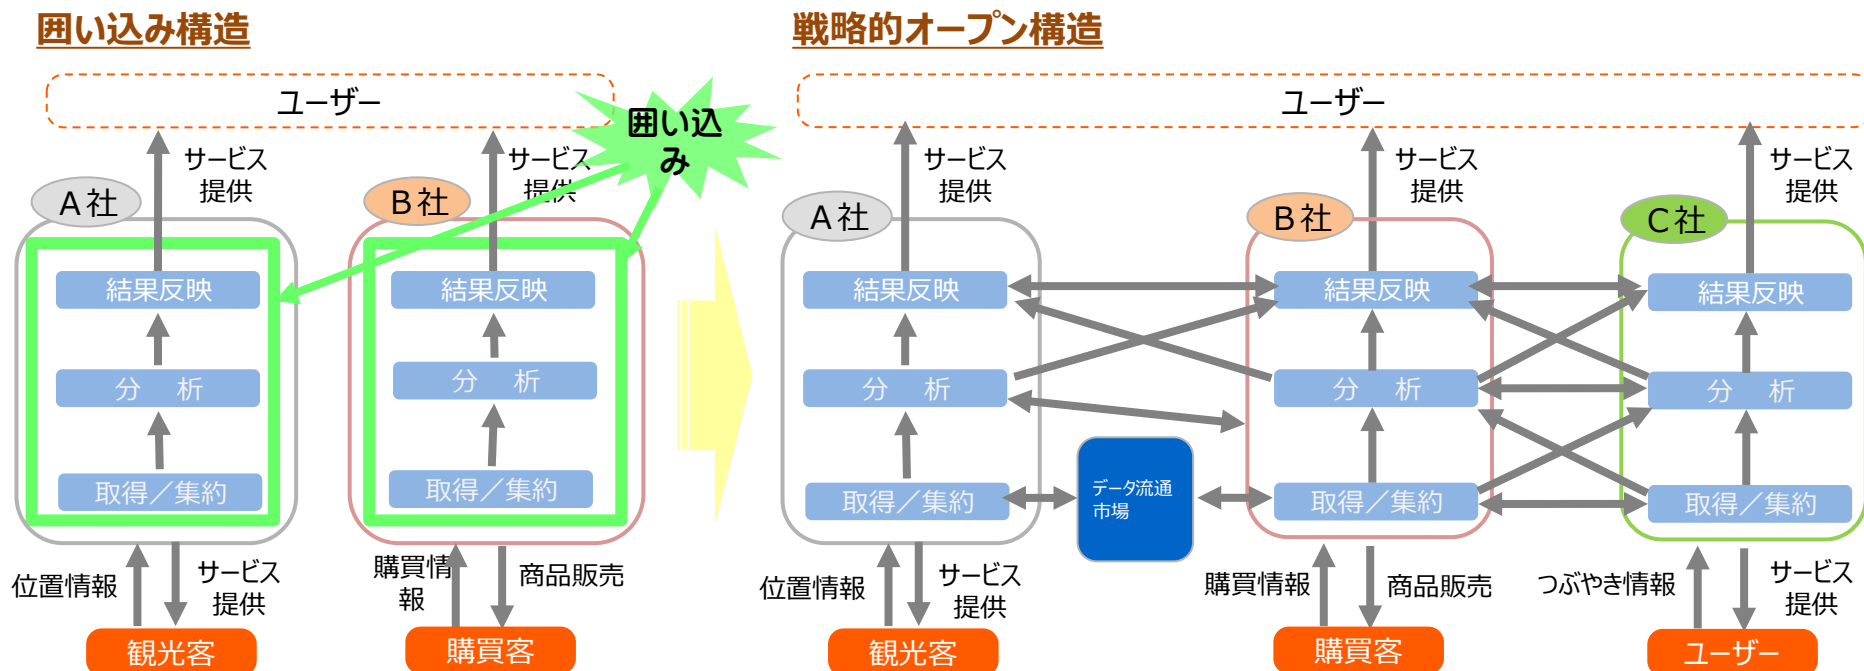 囲い込み構造
ユーザー
囲い込
み
サービス
提供
サービス
提供
A社
B社
結果反映
結果反映
分 析
分 析
取得／集約
取得／集約
位置情報
サービス
提供
購買情
報
商品販売
観光客
購買客
戦略的オープン構造
ユーザー
サービス
提供
サービス
提供
サービス
提供
A社
B社
C社
結果反映
結果反映
結果反映
分 析
分 析
分 析
取得／集約
データ流通
市場
取得／集約
取得／集約
位置情報
サービス
提供
購買情報
商品販売
つぶやき情報
サービス
提供
観光客
購買客
ユーザー